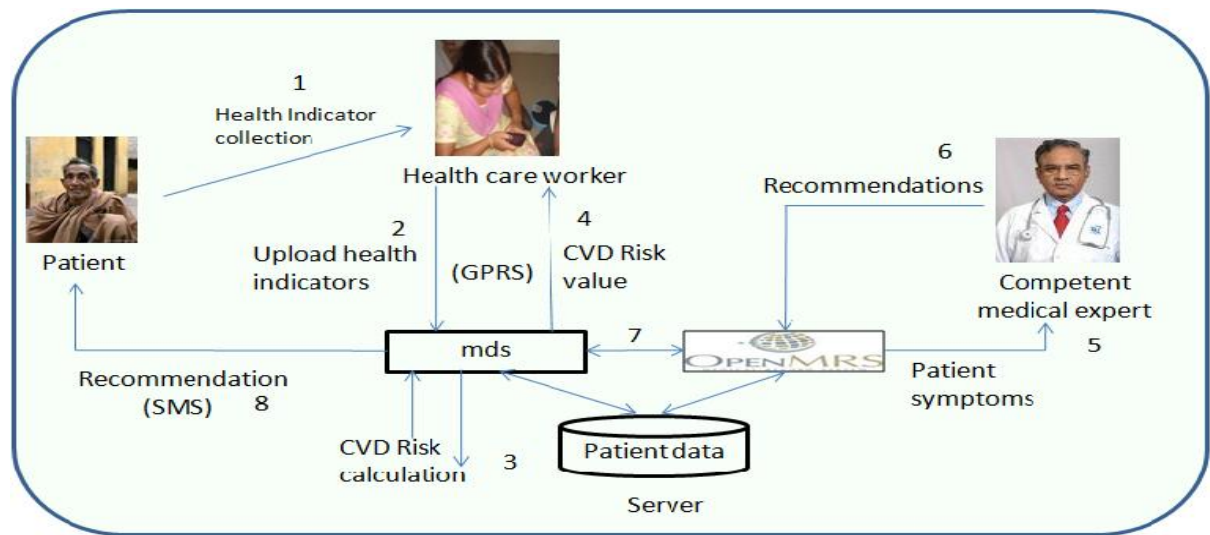 1
Health Indicator
collection
Health care worker
6
Recommendations
Patient
2
Upload health
indicators
(GPRS)
4
CVD Risk
value
Competent
medical expert
5
mds
7
OPENMRS
Patient
symptoms
Recommendation
(SMS) 8
CVD Risk
calculation
3
Patient data
Server